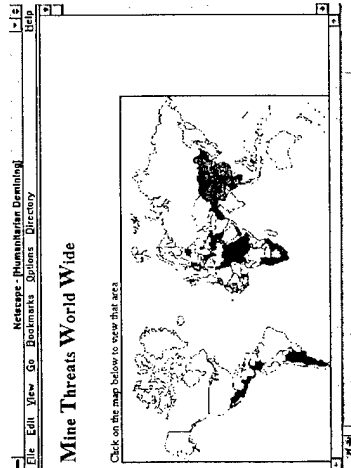 Netscape - [Humanitarian Demining]
File Edit View Go Bookmarks Options Directory Help
Mine Threats World Wide
Click on the map below to view that area